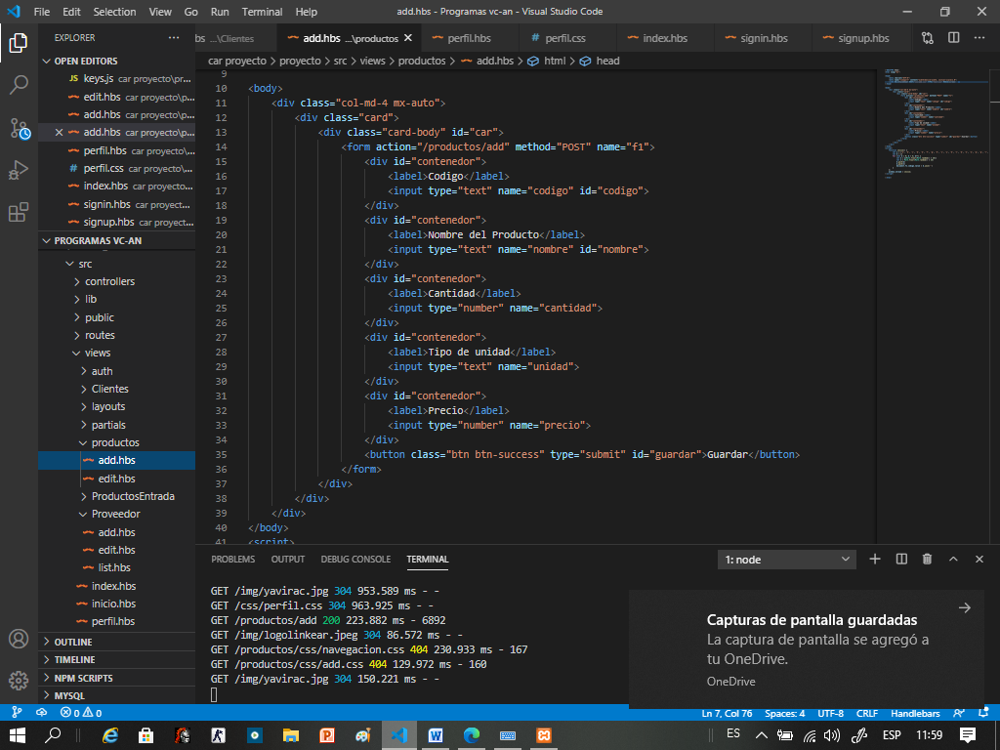 File Edit Selection View Go Run Terminal Help add.hbs - Programas vc-an - Visual Studio Code
EXPLORER
bs ...\Clientes add.hbs ...\productos perfil.hbs perfil.css index.hbs signin.hbs signup.hbs
car proyecto > proyecto > src > views > productos > add.hbs > html > head
OPEN EDITORS
JS keys.js car proyecto\pr...
edit.hbs car proyecto\p...
add.hbs car proyecto\p...
add.hbs car proyecto\p...
perfil.hbs car proyecto\...
# perfil.css car proyecto\...
index.hbs car proyecto...
signin.hbs car proyect...
signup.hbs car proyect...
PROGRAMAS VC-AN
src
controllers
lib
public
routes
views
auth
Clientes
layouts
partials
productos
add.hbs
edit.hbs
ProductosEntrada
Proveedor
add.hbs
edit.hbs
list.hbs
index.hbs
inicio.hbs
perfil.hbs
OUTLINE
TIMELINE
NPM SCRIPTS
MYSQL
9
10 <body>
11 <div class="col-md-4 mx-auto">
12 <div class="card">
13 <div class="card-body" id="car">
14 <form action="/productos/add" method="POST" name="f1">
15 <div id="contenedor">
16 <label>Codigo</label>
17 <input type="text" name="codigo" id="codigo">
18 </div>
19 <div id="contenedor">
20 <label>Nombre del Producto</label>
21 <input type="text" name="nombre" id="nombre">
22 </div>
23 <div id="contenedor">
24 <label>Cantidad</label>
25 <input type="number" name="cantidad">
26 </div>
27 <div id="contenedor">
28 <label>Tipo de unidad</label>
29 <input type="text" name="unidad">
30 </div>
31 <div id="contenedor">
32 <label>Precio</label>
33 <input type="number" name="precio">
34 </div>
35 <button class="btn btn-success" type="submit" id="guardar">Guardar</button>
36 </form>
37 </div>
38 </div>
39 </div>
40 </body>
41 <script>
PROBLEMS OUTPUT DEBUG CONSOLE TERMINAL 1: node
GET /img/yavirac.jpg 304 953.589 ms - -
GET /css/perfil.css 304 963.925 ms - -
GET /productos/add 200 223.882 ms - 6892
GET /img/logolinkear.jpeg 304 86.572 ms - -
GET /productos/css/navegacion.css 404 230.933 ms - 167
GET /productos/css/add.css 404 129.972 ms - 160
GET /img/yavirac.jpg 304 150.221 ms - -
Capturas de pantalla guardadas
La captura de pantalla se agregó a
tu OneDrive.
OneDrive
0 0 Ln 7, Col 76 Spaces: 4 UTF-8 CRLF Handlebars
ES ESP 11:59